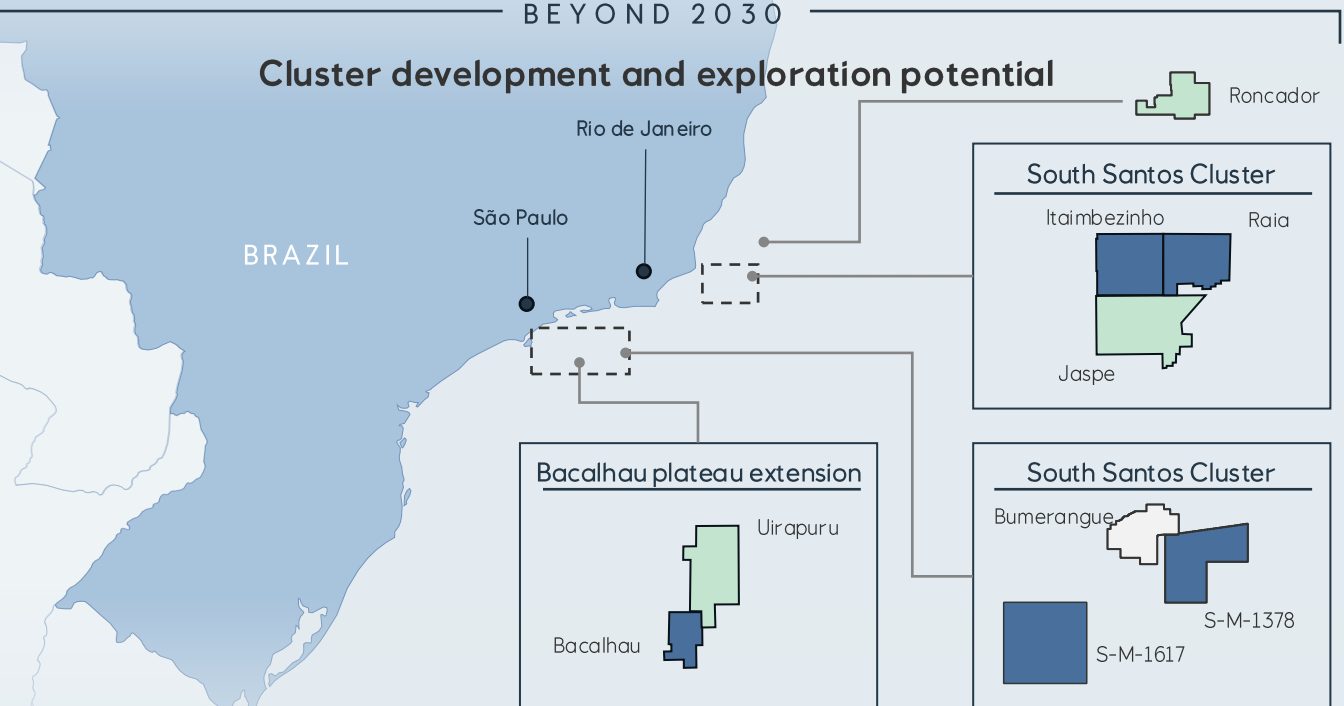 BEYOND 2030
Cluster development and exploration potential
Roncador
Rio de Janeiro
São Paulo
BRAZIL
South Santos Cluster
Itaimbezinho
Raia
Jaspe
Bacalhau plateau extension
Uirapuru
Bacalhau
South Santos Cluster
Bumerangue
S-M-1378
S-M-1617